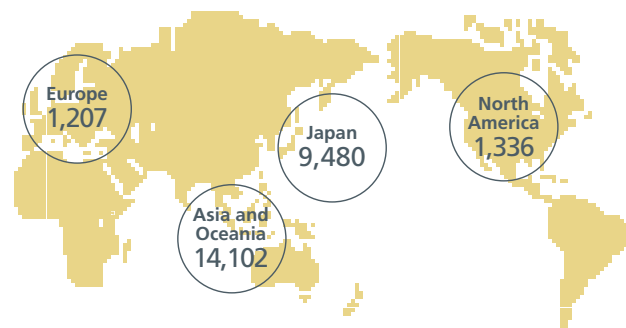 Europe
1,207
Japan
9,480
North
America
1,336
Asia and
Oceania
14,102